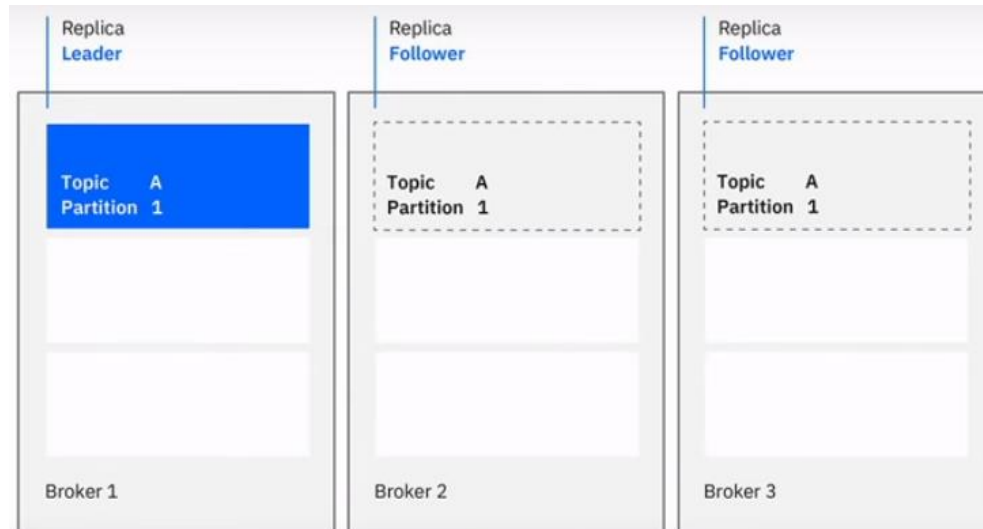 Replica
Leader
Replica
Follower
Replica
Follower
Topic A
Partition 1
Topic A
Partition 1
Topic A
Partition 1
Broker 1
Broker 2
Broker 3